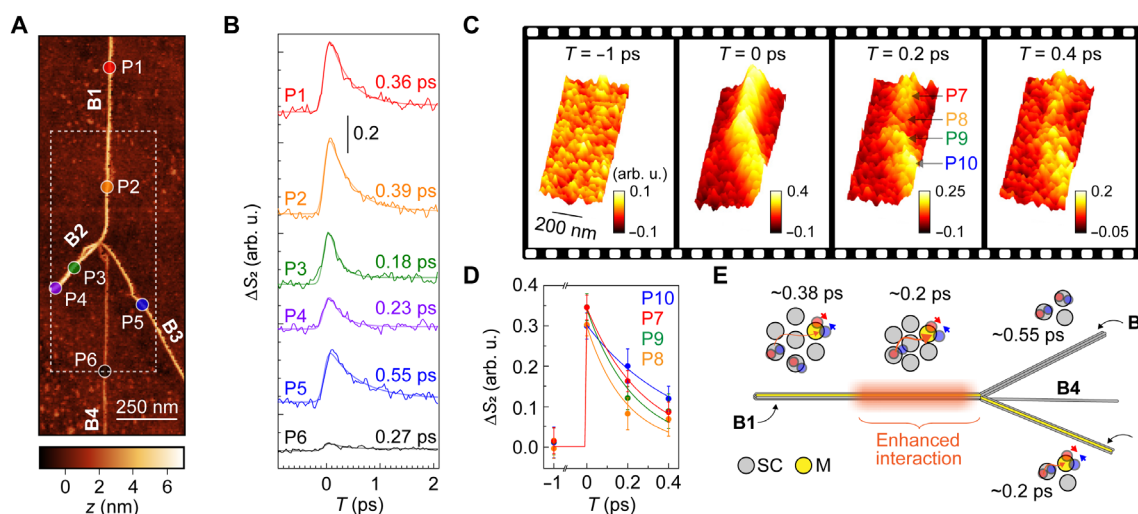 A
P1
B1
P2
B2
P3
P4
P5
B3
P6
B4
250 nm
0 2 4 6
z (nm)
B
ΔS₂ (arb. u.)
P1 0.36 ps
0.2
P2 0.39 ps
P3 0.18 ps
P4 0.23 ps
P5 0.55 ps
P6 0.27 ps
0 1 2
T (ps)
C
T = −1 ps
(arb. u.)
0.1
−0.1
200 nm
T = 0 ps
0.4
−0.1
T = 0.2 ps
P7
P8
P9
P10
0.25
−0.1
T = 0.4 ps
0.2
−0.05
D
ΔS₂ (arb. u.)
0.4
0.3
0.2
0.1
0.0
P10
P7
P9
P8
−1 0 0.2 0.4 0.6
T (ps)
E
~0.38 ps
~0.2 ps
~0.55 ps
B
B4
B1
Enhanced
interaction
SC M
~0.2 ps